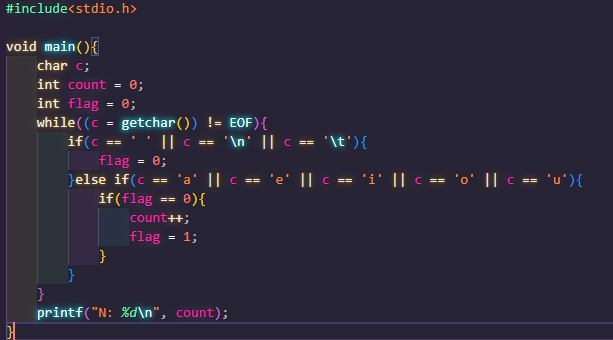 #include<stdio.h>
void main(){
char c;
int count = 0;
int flag = 0;
while((c = getchar()) != EOF){
if(c == ' ' || c == '\n' || c == '\t'){
flag = 0;
}else if(c == 'a' || c == 'e' || c == 'i' || c == 'o' || c == 'u'){
if(flag == 0){
count++;
flag = 1;
}
}
}
printf("N: %d\n", count);
}